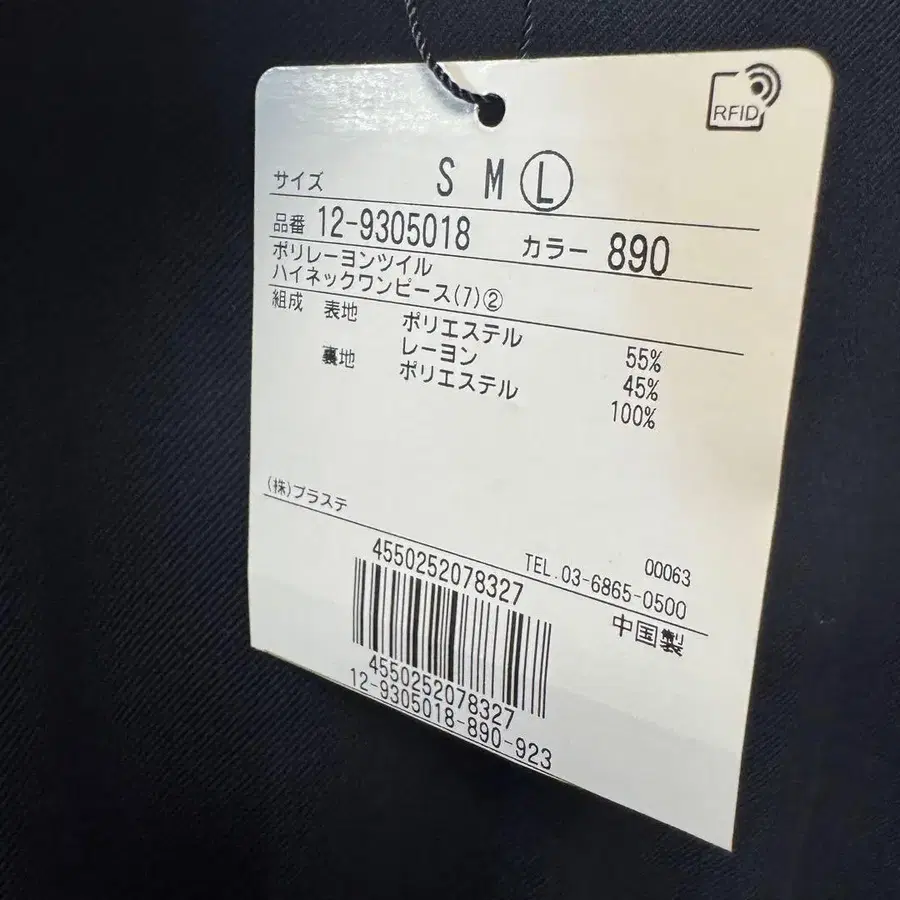 RFID
サイズ S M Ⓛ
品番 12-9305018 カラー 890
ポリレーヨンツイル
ハイネックワンピース(7)②
組成 表地 ポリエステル 55%
レーヨン 45%
裏地 ポリエステル 100%
(株)プラステ
00063
TEL.03-6865-0500
中国製
4550252078327
4550252078327
12-9305018-890-923